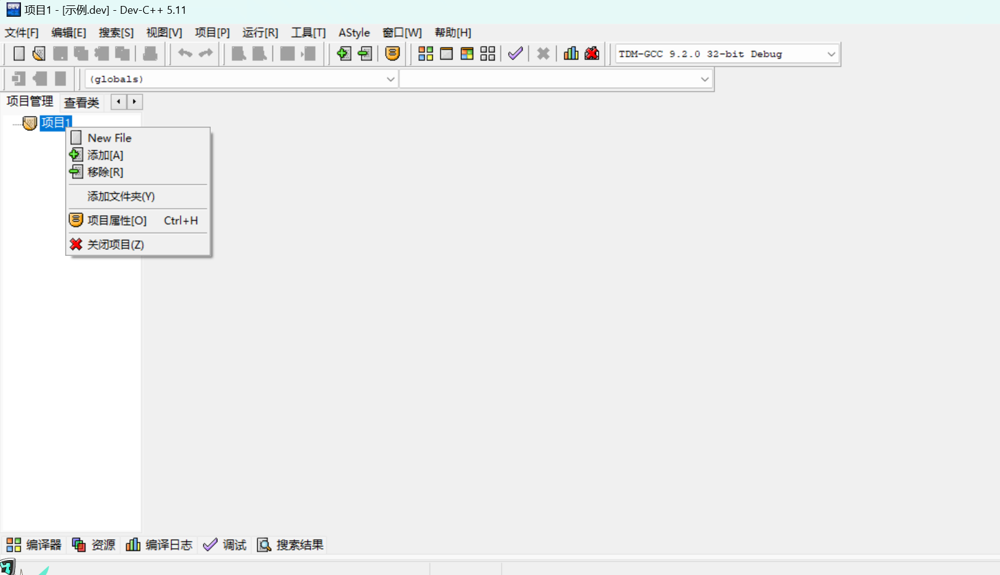 项目1 - [示例.dev] - Dev-C++ 5.11
文件[F] 编辑[E] 搜索[S] 视图[V] 项目[P] 运行[R] 工具[T] AStyle 窗口[W] 帮助[H]
TDM-GCC 9.2.0 32-bit Debug
(globals)
项目管理 查看类
项目1
New File
添加[A]
移除[R]
添加文件夹(Y)
项目属性[O] Ctrl+H
关闭项目(Z)
编译器 资源 编译日志 调试 搜索结果